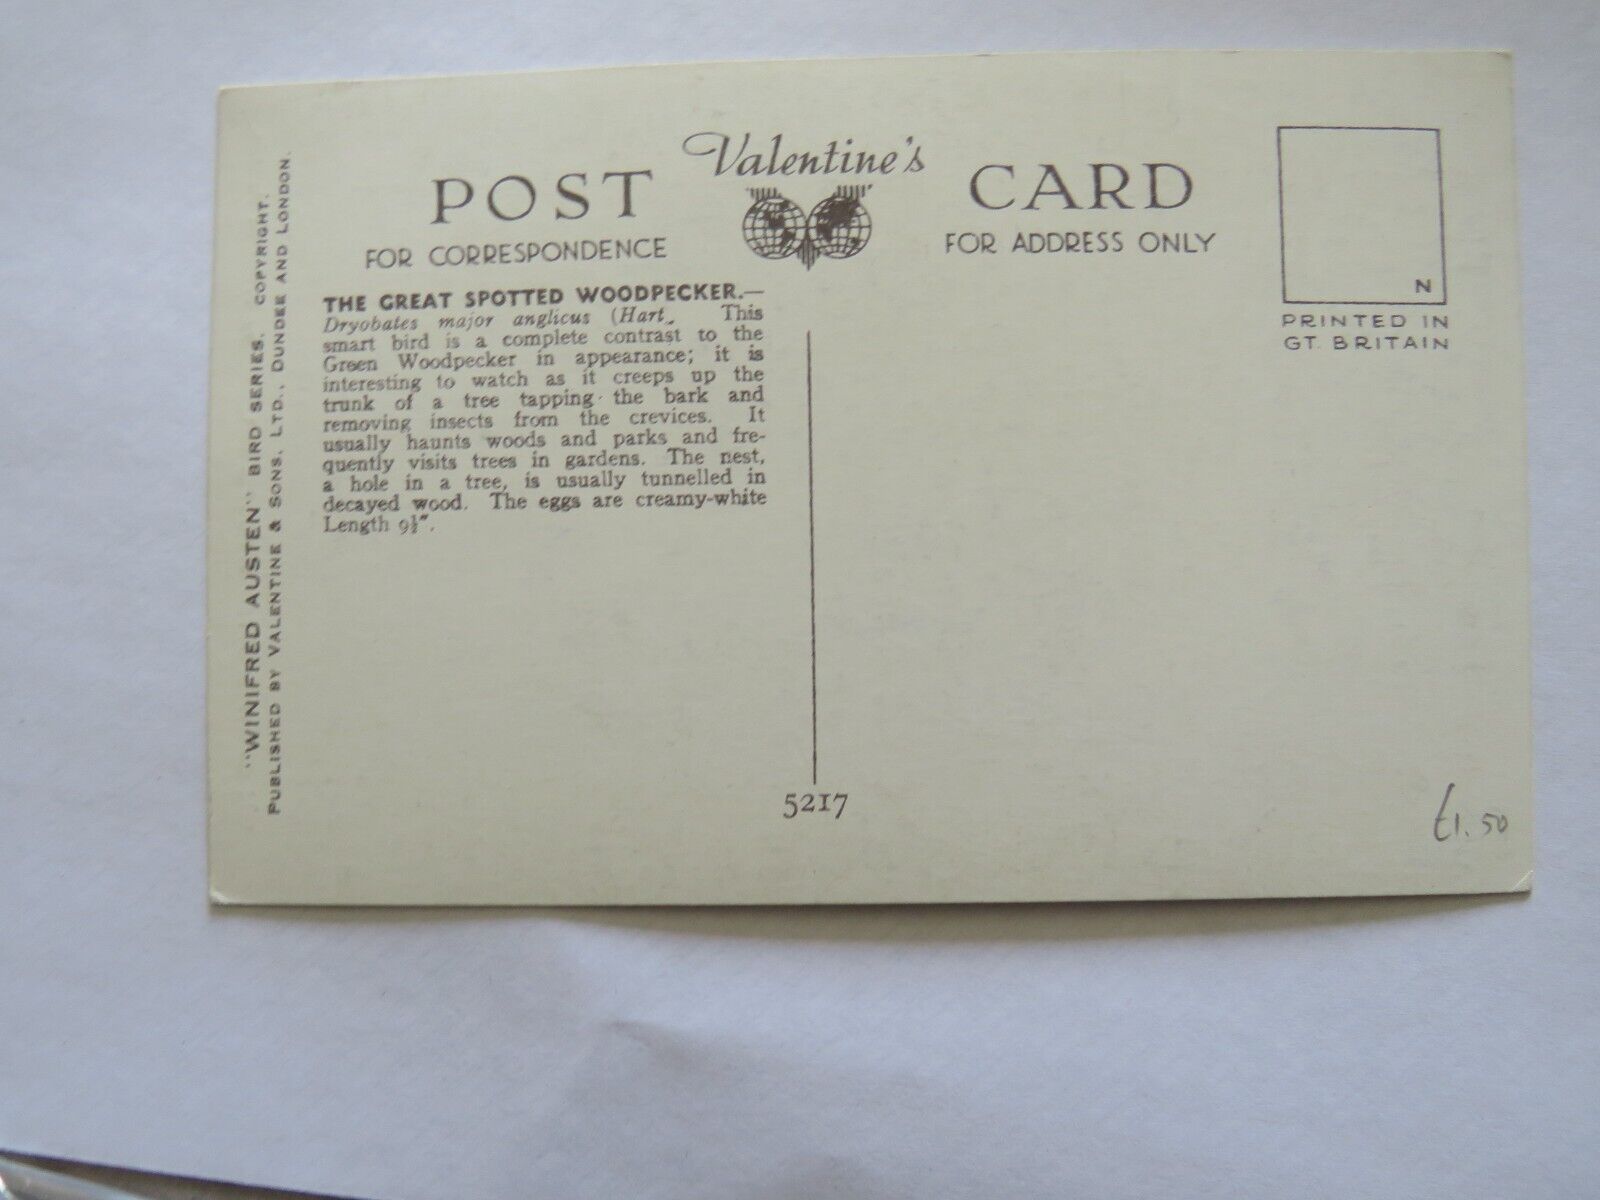 Valentine's
POST CARD
FOR CORRESPONDENCE
FOR ADDRESS ONLY
N
PRINTED IN
GT. BRITAIN
THE GREAT SPOTTED WOODPECKER.—
Dryobates major anglicus (Hart. This
smart bird is a complete contrast to the
Green Woodpecker in appearance; it is
interesting to watch as it creeps up the
trunk of a tree tapping the bark and
removing insects from the crevices. It
usually haunts woods and parks and fre-
quently visits trees in gardens. The nest,
a hole in a tree, is usually tunnelled in
decayed wood. The eggs are creamy-white
Length 9½".
"WINIFRED AUSTEN" BIRD SERIES. COPYRIGHT.
PUBLISHED BY VALENTINE & SONS, LTD., DUNDEE AND LONDON.
5217
£1.50